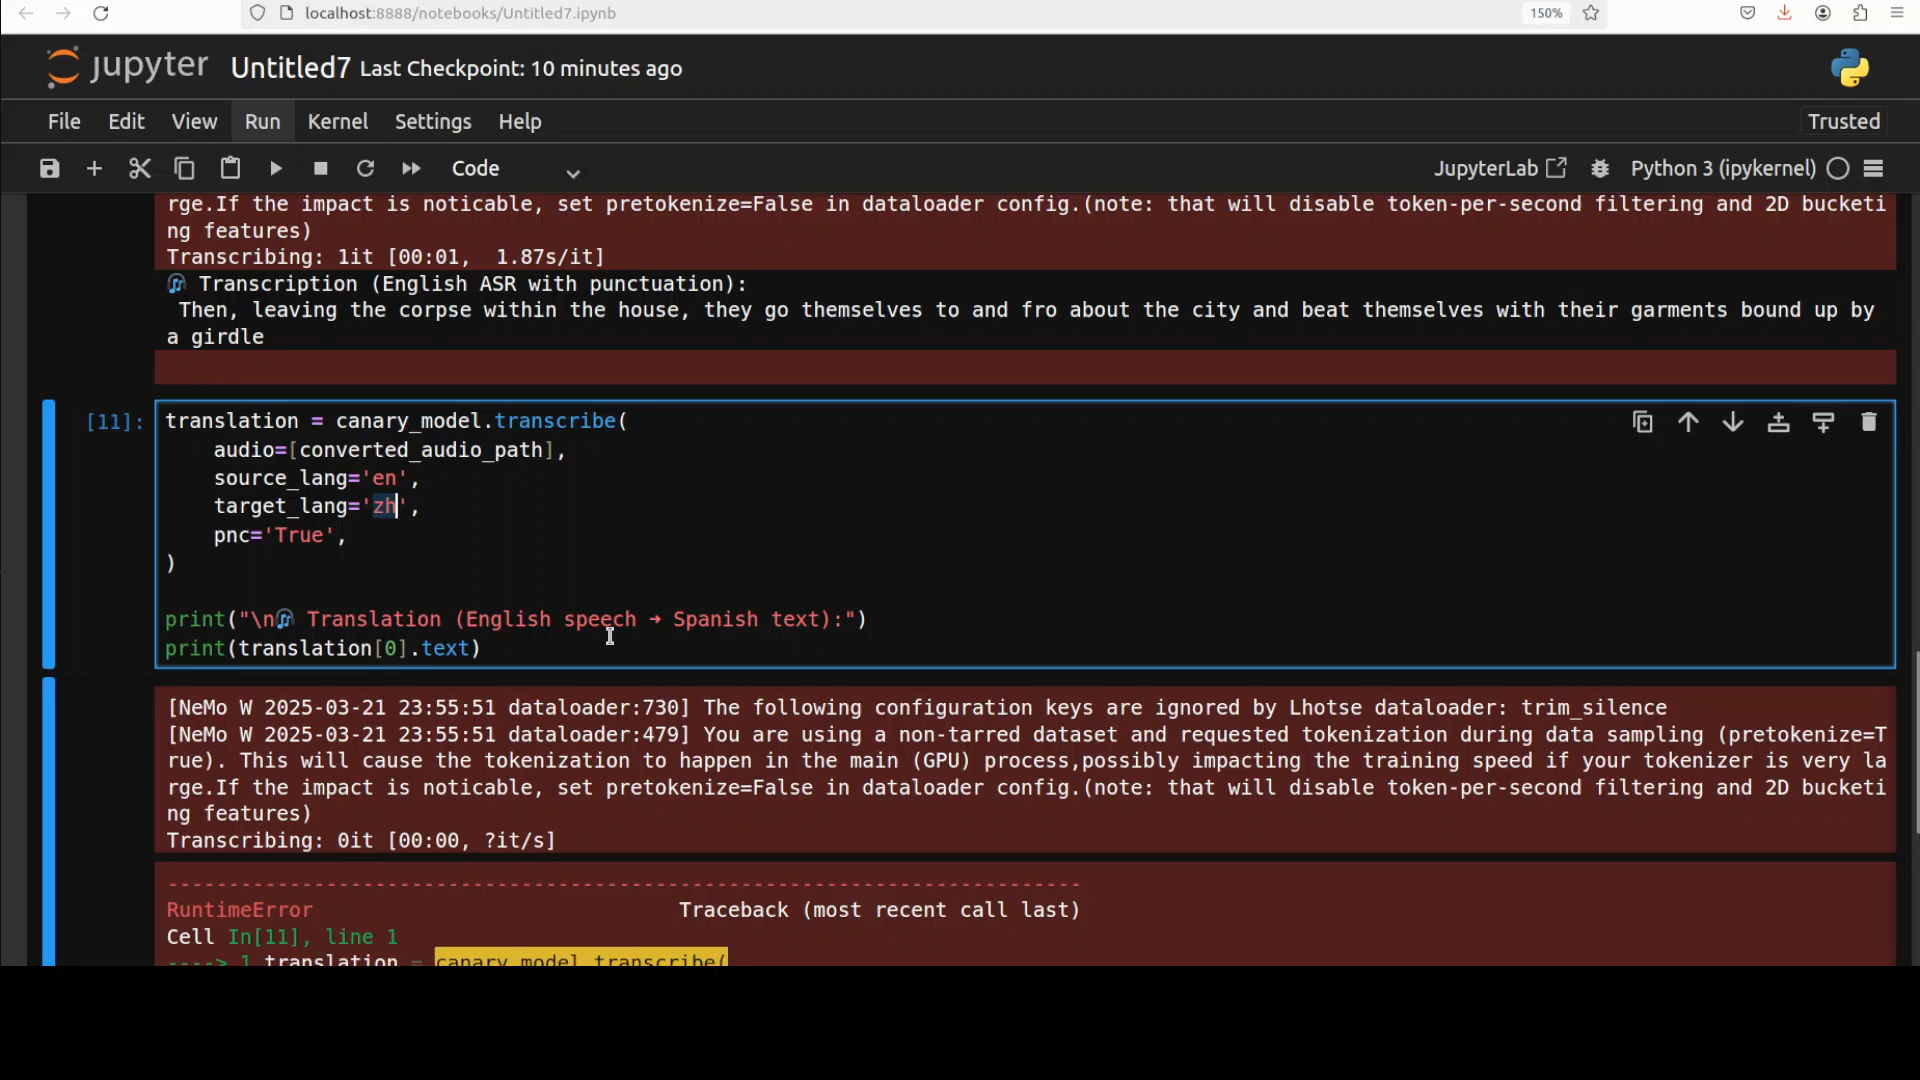 localhost:8888/notebooks/Untitled7.ipynb
150%
jupyter Untitled7 Last Checkpoint: 10 minutes ago
File Edit View Run Kernel Settings Help Trusted
Code JupyterLab Python 3 (ipykernel)
rge.If the impact is noticable, set pretokenize=False in dataloader config.(note: that will disable token-per-second filtering and 2D bucketi
ng features)
Transcribing: 1it [00:01,  1.87s/it]
Transcription (English ASR with punctuation):
Then, leaving the corpse within the house, they go themselves to and fro about the city and beat themselves with their garments bound up by
a girdle
[11]: translation = canary_model.transcribe(
audio=[converted_audio_path],
source_lang='en',
target_lang='zh',
pnc='True',
)
print("\n🎧 Translation (English speech → Spanish text):")
print(translation[0].text)
[NeMo W 2025-03-21 23:55:51 dataloader:730] The following configuration keys are ignored by Lhotse dataloader: trim_silence
[NeMo W 2025-03-21 23:55:51 dataloader:479] You are using a non-tarred dataset and requested tokenization during data sampling (pretokenize=T
rue). This will cause the tokenization to happen in the main (GPU) process,possibly impacting the training speed if your tokenizer is very la
rge.If the impact is noticable, set pretokenize=False in dataloader config.(note: that will disable token-per-second filtering and 2D bucketi
ng features)
Transcribing: 0it [00:00, ?it/s]
---------------------------------------------------------------------------
RuntimeError Traceback (most recent call last)
Cell In[11], line 1
----> 1 translation = canary_model.transcribe(